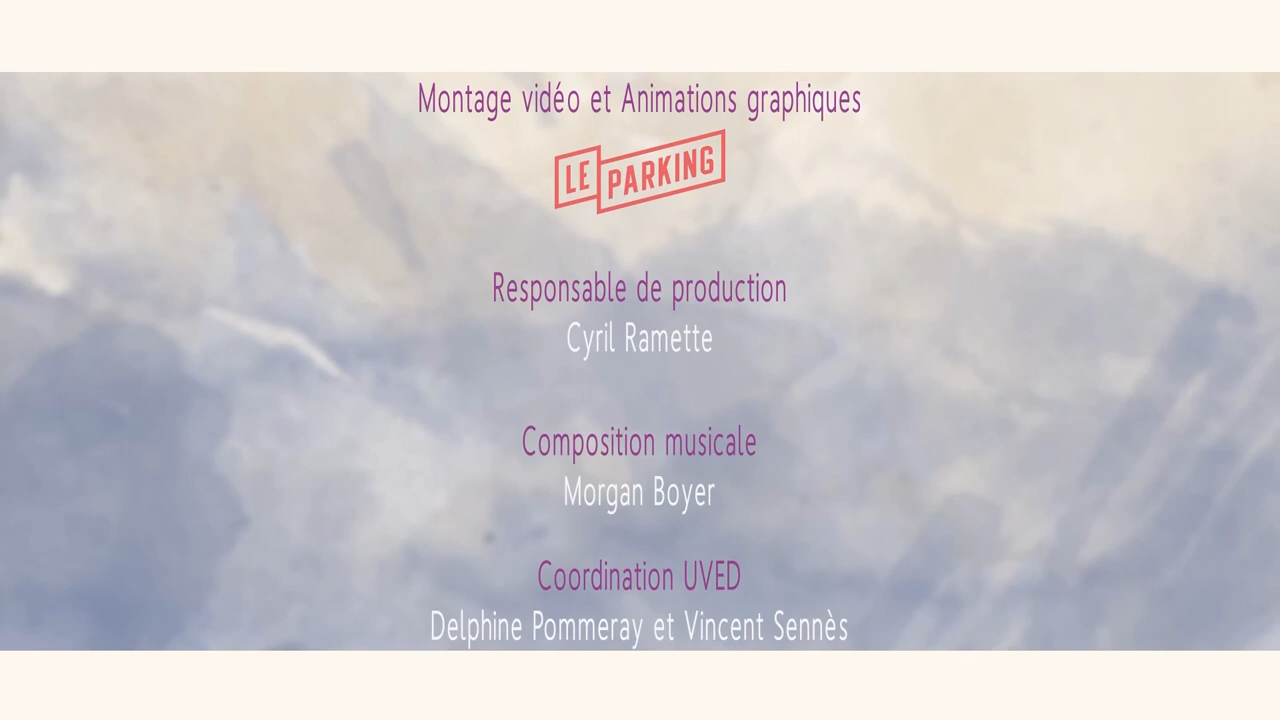 Montage vidéo et Animations graphiques
LE PARKING
Responsable de production
Cyril Ramette
Composition musicale
Morgan Boyer
Coordination UVED
Delphine Pommeray et Vincent Sennès